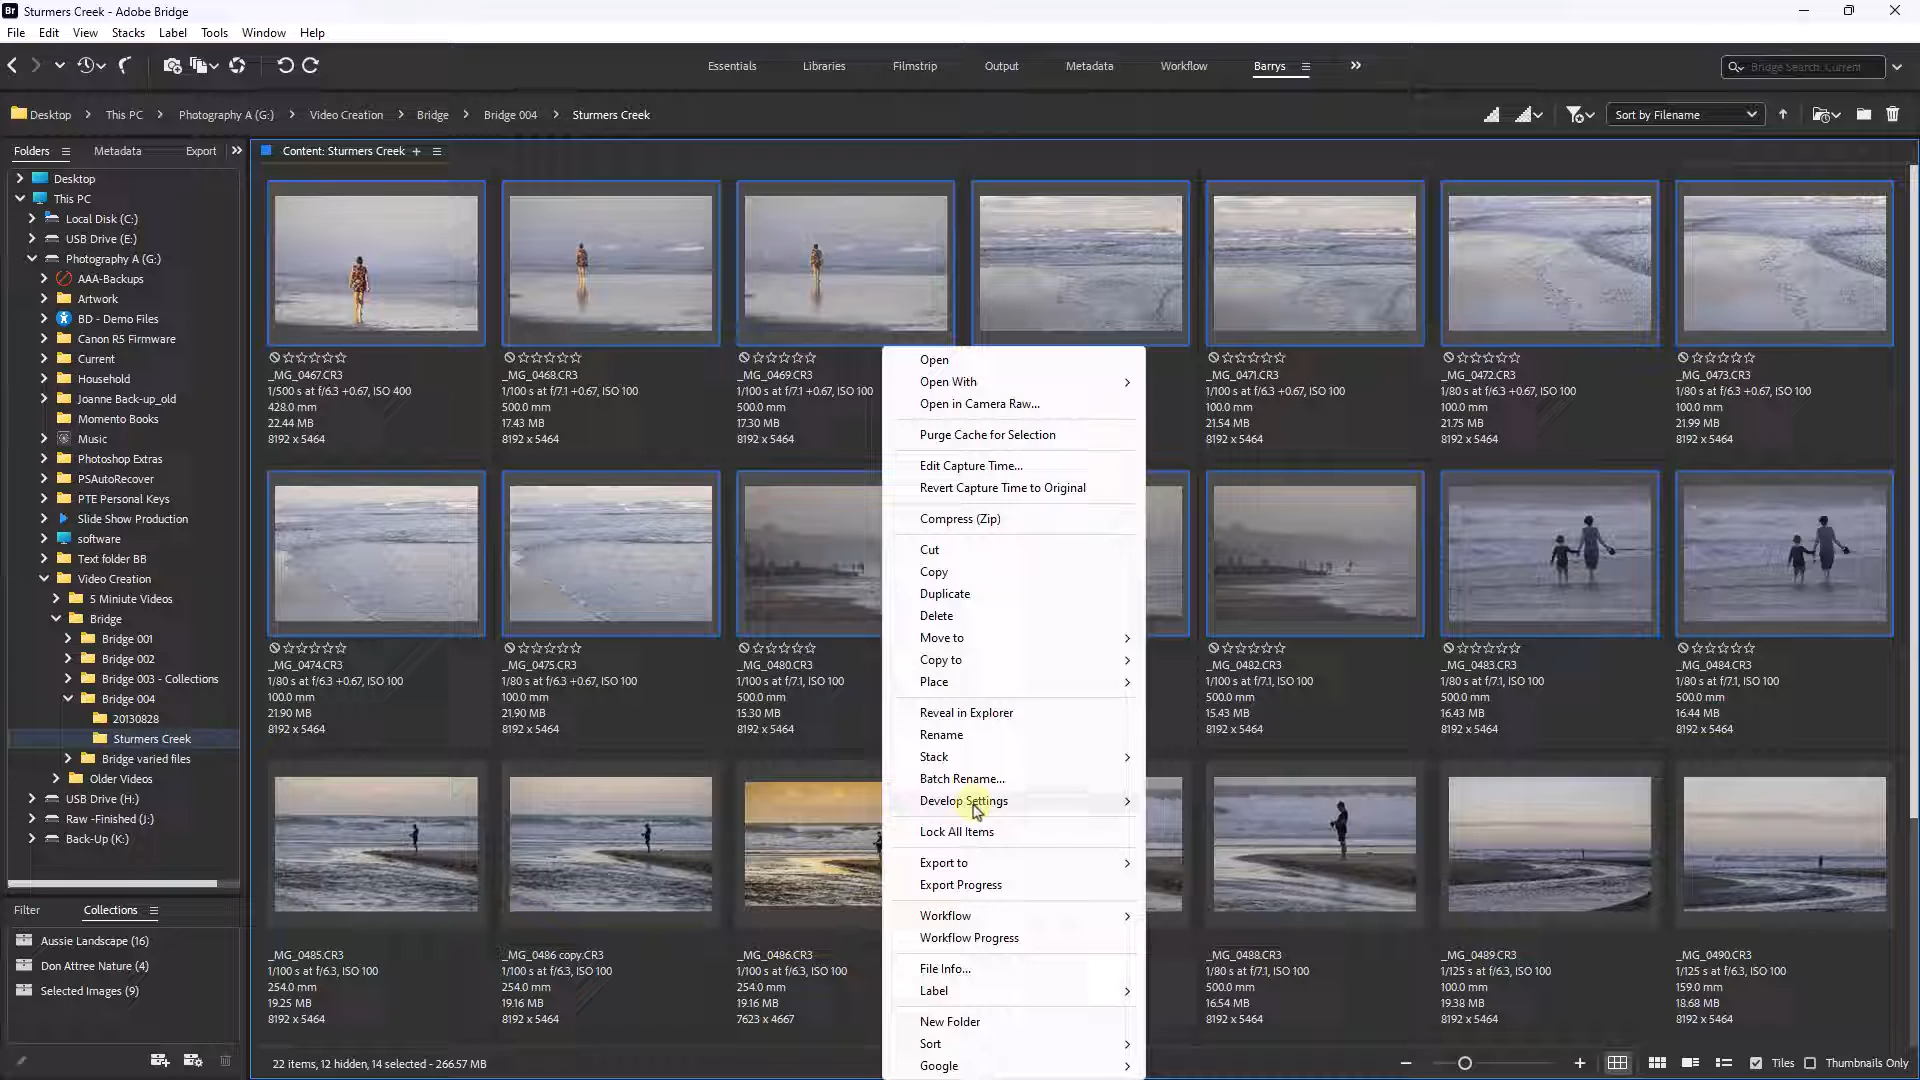 Br Sturmers Creek - Adobe Bridge
File Edit View Stacks Label Tools Window Help
Essentials Libraries Filmstrip Output Metadata Workflow Barrys Bridge Search: Current
Desktop This PC Photography A (G:) Video Creation Bridge Bridge 004 Sturmers Creek Sort by Filename
Folders Metadata Export
Content: Sturmers Creek
Desktop
This PC
Local Disk (C:)
USB Drive (E:)
Photography A (G:)
AAA-Backups
Artwork
BD - Demo Files
Canon R5 Firmware
Current
Household
Joanne Back-up_old
Momento Books
Music
Photoshop Extras
PSAutoRecover
PTE Personal Keys
Slide Show Production
software
Text folder BB
Video Creation
5 Miniute Videos
Bridge
Bridge 001
Bridge 002
Bridge 003 - Collections
Bridge 004
20130828
Sturmers Creek
Bridge varied files
Older Videos
USB Drive (H:)
Raw -Finished (J:)
Back-Up (K:)
Filter Collections
Aussie Landscape (16)
Don Attree Nature (4)
Selected Images (9)
_MG_0467.CR3
1/500 s at f/6.3 +0.67, ISO 400
428.0 mm
22.44 MB
8192 x 5464
_MG_0468.CR3
1/100 s at f/7.1 +0.67, ISO 100
500.0 mm
17.43 MB
8192 x 5464
_MG_0469.CR3
1/100 s at f/7.1 +0.67, ISO 100
500.0 mm
17.30 MB
8192 x 5464
_MG_0471.CR3
1/100 s at f/6.3 +0.67, ISO 100
100.0 mm
21.54 MB
8192 x 5464
_MG_0472.CR3
1/80 s at f/6.3 +0.67, ISO 100
100.0 mm
21.75 MB
8192 x 5464
_MG_0473.CR3
1/80 s at f/6.3 +0.67, ISO 100
100.0 mm
21.99 MB
8192 x 5464
_MG_0474.CR3
1/80 s at f/6.3 +0.67, ISO 100
100.0 mm
21.90 MB
8192 x 5464
_MG_0475.CR3
1/80 s at f/6.3 +0.67, ISO 100
100.0 mm
21.90 MB
8192 x 5464
_MG_0480.CR3
1/100 s at f/7.1, ISO 100
500.0 mm
15.30 MB
8192 x 5464
_MG_0482.CR3
1/100 s at f/7.1, ISO 100
500.0 mm
15.43 MB
8192 x 5464
_MG_0483.CR3
1/80 s at f/7.1, ISO 100
500.0 mm
16.43 MB
8192 x 5464
_MG_0484.CR3
1/80 s at f/7.1, ISO 100
500.0 mm
16.44 MB
8192 x 5464
_MG_0485.CR3
1/100 s at f/6.3, ISO 100
254.0 mm
19.25 MB
8192 x 5464
_MG_0486 copy.CR3
1/100 s at f/6.3, ISO 100
254.0 mm
19.16 MB
8192 x 5464
_MG_0486.CR3
1/100 s at f/6.3, ISO 100
254.0 mm
19.16 MB
7623 x 4667
_MG_0488.CR3
1/80 s at f/7.1, ISO 100
500.0 mm
16.54 MB
8192 x 5464
_MG_0489.CR3
1/125 s at f/6.3, ISO 100
100.0 mm
19.38 MB
8192 x 5464
_MG_0490.CR3
1/125 s at f/6.3, ISO 100
159.0 mm
18.68 MB
8192 x 5464
Open
Open With
Open in Camera Raw...
Purge Cache for Selection
Edit Capture Time...
Revert Capture Time to Original
Compress (Zip)
Cut
Copy
Duplicate
Delete
Move to
Copy to
Place
Reveal in Explorer
Rename
Stack
Batch Rename...
Develop Settings
Lock All Items
Export to
Export Progress
Workflow
Workflow Progress
File Info...
Label
New Folder
Sort
Google
22 items, 12 hidden, 14 selected - 266.57 MB
Tiles Thumbnails Only